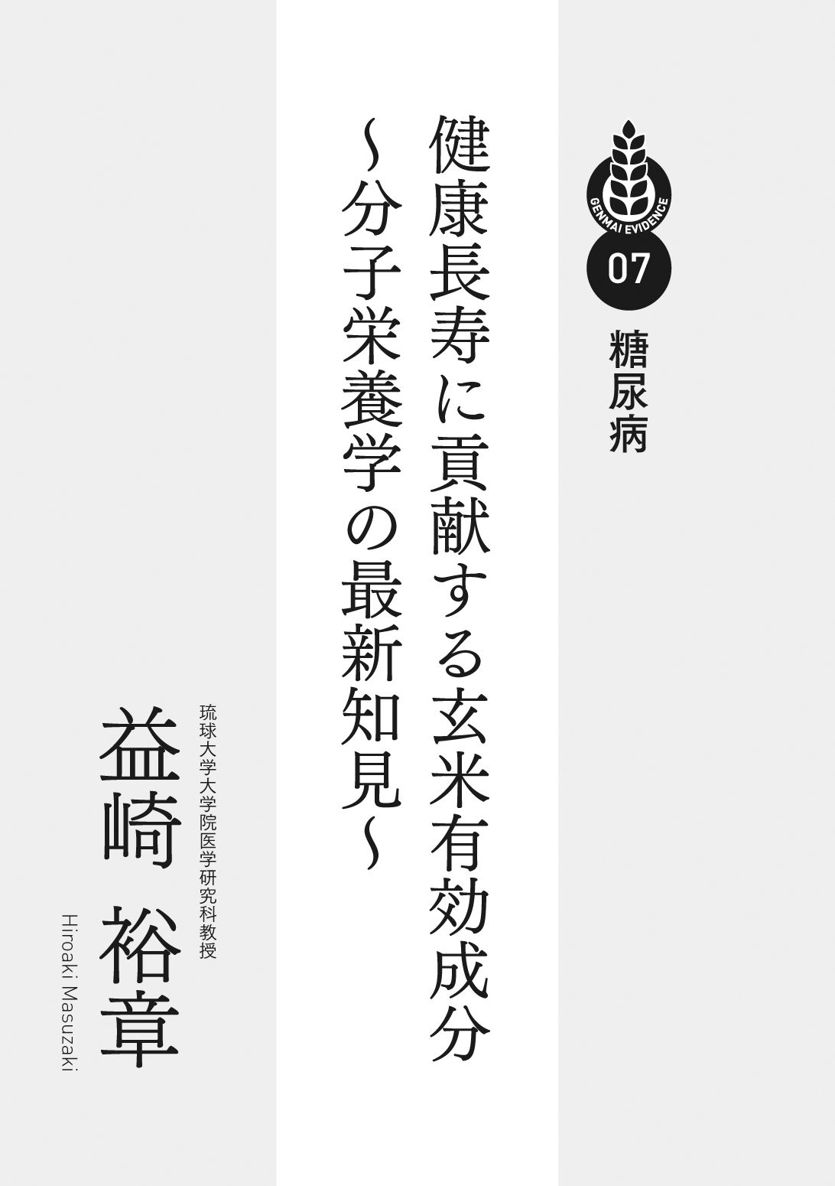 GENMAI EVIDENCE
07
糖尿病
健康長寿に貢献する玄米有効成分
〜分子栄養学の最新知見〜
琉球大学大学院医学研究科教授
益崎 裕章
Hiroaki Masuzaki